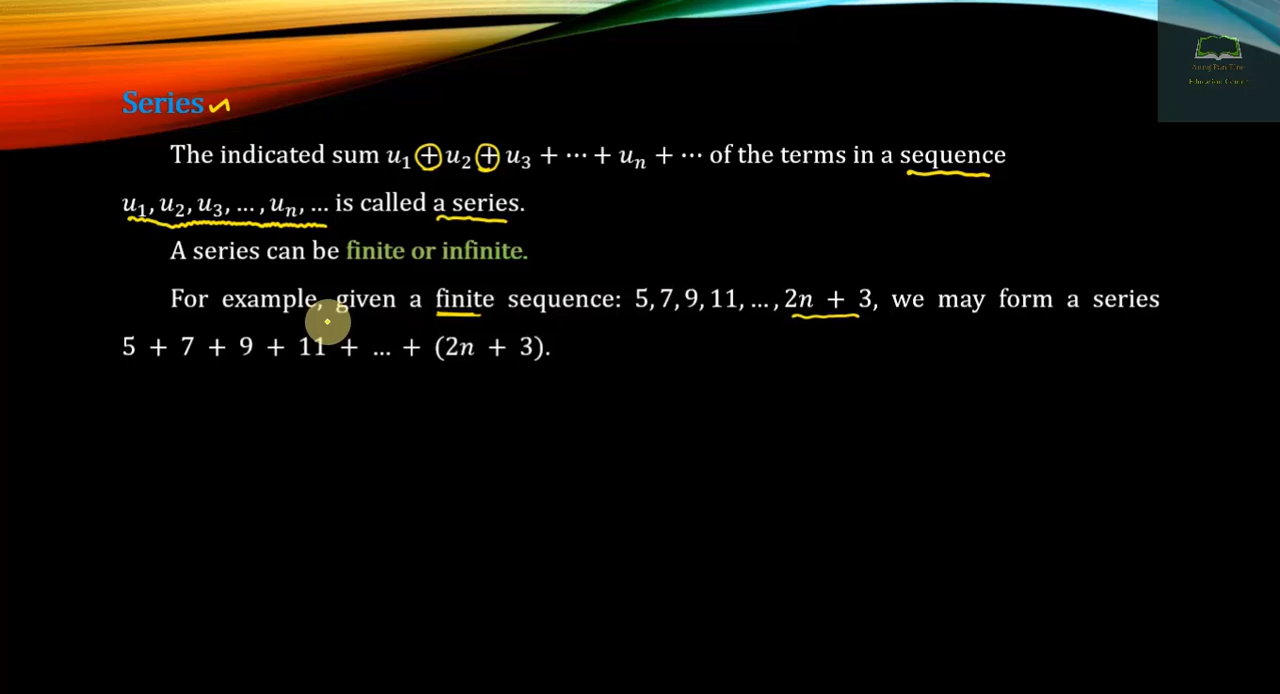 Education Center
Series
The indicated sum u₁ + u₂ + u₃ + ⋯ + uₙ + ⋯ of the terms in a sequence
u₁, u₂, u₃, … , uₙ, … is called a series.
A series can be finite or infinite.
For example, given a finite sequence: 5, 7, 9, 11, … , 2n + 3, we may form a series
5 + 7 + 9 + 11 + … + (2n + 3).